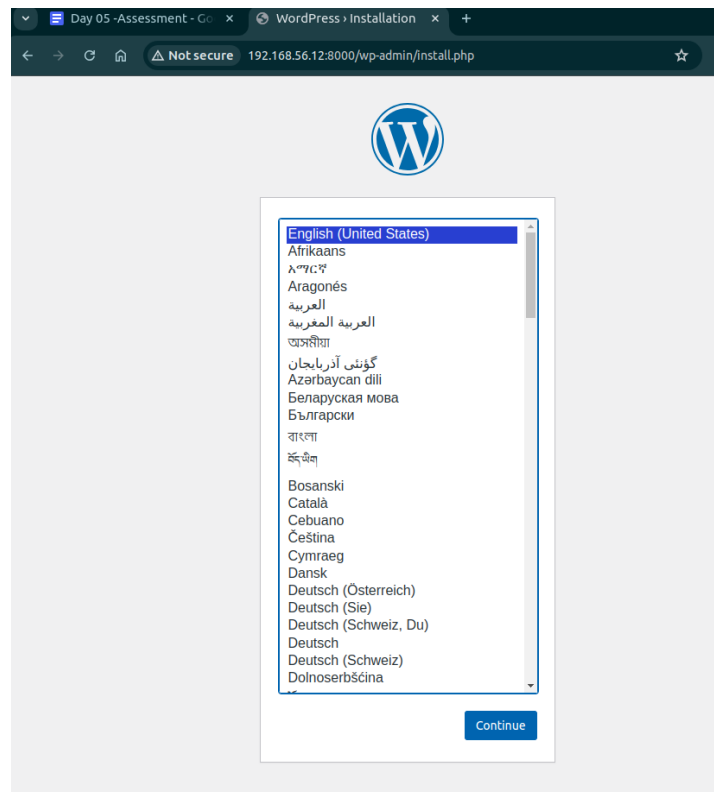 Day 05 -Assessment - Go
WordPress › Installation
Not secure
192.168.56.12:8000/wp-admin/install.php
English (United States)
Afrikaans
አማርኛ
Aragonés
العربية
العربية المغربية
অসমীয়া
گؤنئی آذربایجان
Azərbaycan dili
Беларуская мова
Български
বাংলা
བོད་ཡིག
Bosanski
Català
Cebuano
Čeština
Cymraeg
Dansk
Deutsch (Österreich)
Deutsch (Sie)
Deutsch (Schweiz, Du)
Deutsch
Deutsch (Schweiz)
Dolnoserbšćina
Continue